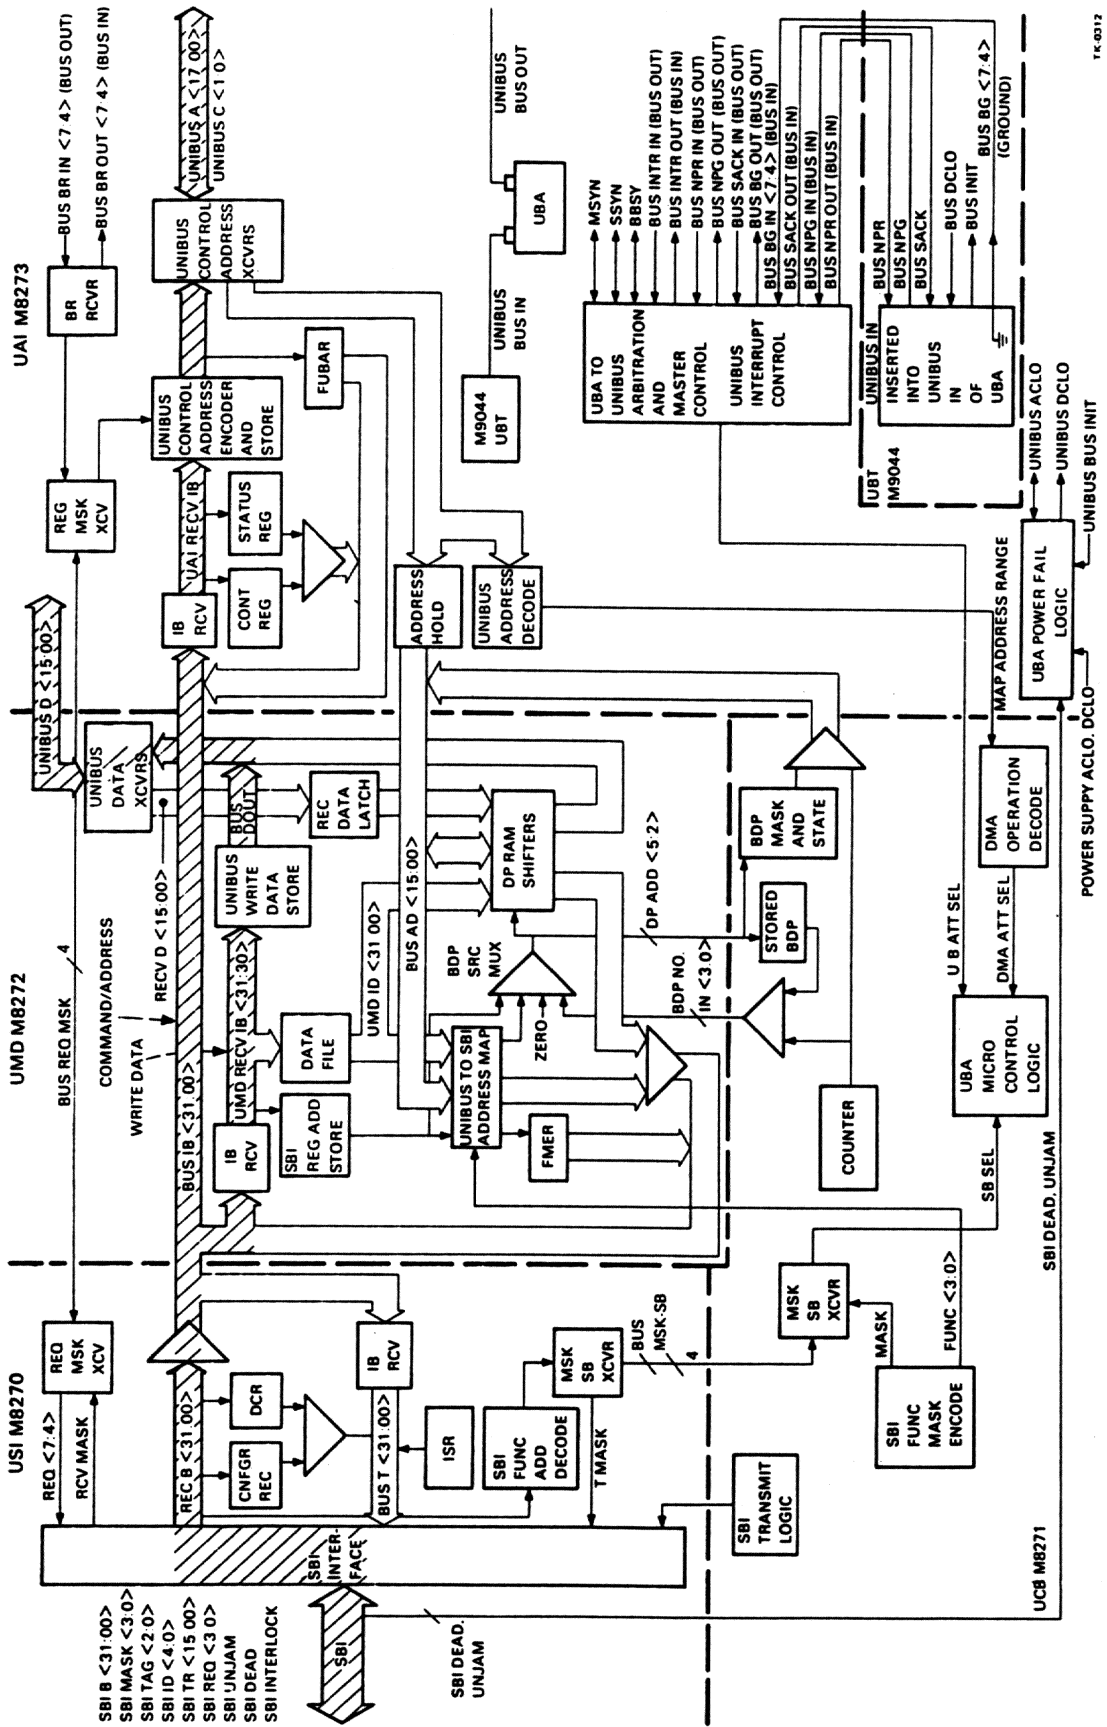 USI M8270
UMD M8272
UAI M8273
SBI B <31:00>
SBI MASK <3:0>
SBI TAG <2:0>
SBI ID <4:0>
SBI TR <15 00>
SBI REQ <3 0>
SBI UNJAM
SBI DEAD
SBI INTERLOCK
SBI
SBI DEAD,
UNJAM
SBI
INTER-
FACE
REQ <7:4>
RCV MASK
REQ
MSK
XCV
REC B <31:00>
CNFGR
REC
DCR
BUS T <31:00>
ISR
IB
RCV
SBI
FUNC
ADD
DECODE
MSK
SB
XCVR
T MASK
BUS
MSK-SB
4
SBI
TRANSMIT
LOGIC
BUS REQ MSK
4
COMMAND/ADDRESS
WRITE DATA
BUS IB <31:00>
RECV D <15:00>
IB
RCV
UMD RECV IB <31:30>
SBI
REG ADD
STORE
DATA
FILE
UNIBUS
WRITE
DATA
STORE
BUS
DOUT
UNIBUS
DATA
XCVRS
UNIBUS D <15:00>
REC
DATA
LATCH
UMD ID <31 00>
BUS AD <15:00>
UNIBUS TO SBI
ADDRESS MAP
FMER
BDP
SRC
MUX
ZERO
DP RAM
SHIFTERS
DP ADD <5:2>
BDP NO.
IN <3.0>
STORED
BDP
BDP
MASK
AND
STATE
COUNTER
REG
MSK
XCV
BR
RCVR
BUS BR IN <7:4> (BUS OUT)
BUS BR OUT <7:4> (BUS IN)
IB
RCV
UAI RECV IB
CONT
REG
STATUS
REG
UNIBUS
CONTROL
ADDRESS
ENCODER
AND
STORE
FUBAR
UNIBUS
CONTROL
ADDRESS
XCVRS
UNIBUS A <17 00>
UNIBUS C <1 0>
ADDRESS
HOLD
UNIBUS
ADDRESS
DECODE
M9044
UBT
UNIBUS
BUS IN
UBA
UNIBUS
BUS OUT
UBA TO
UNIBUS
ARBITRATION
AND
MASTER
CONTROL
UNIBUS
INTERRUPT
CONTROL
MSYN
SSYN
BBSY
BUS INTR IN (BUS OUT)
BUS INTR OUT (BUS IN)
BUS NPR IN (BUS OUT)
BUS NPG OUT (BUS OUT)
BUS SACK IN (BUS OUT)
BUS BG OUT (BUS OUT)
BUS BG IN <7:4> (BUS IN)
BUS SACK OUT (BUS IN)
BUS NPG IN (BUS IN)
BUS NPR OUT (BUS IN)
UBT
M9044
UNIBUS IN
INSERTED
INTO
UNIBUS
IN
OF
UBA
BUS NPR
BUS NPG
BUS SACK
BUS DCLO
BUS INIT
BUS BG <7:4>
(GROUND)
UCB M8271
SBI
FUNC
MASK
ENCODE
MASK
FUNC <3:0>
MSK
SB
XCVR
SB SEL
UBA
MICRO
CONTROL
LOGIC
U B ATT SEL
DMA ATT SEL
DMA
OPERATION
DECODE
MAP ADDRESS RANGE
SBI DEAD, UNJAM
UBA POWER FAIL
LOGIC
UNIBUS ACLO
UNIBUS DCLO
POWER SUPPY ACLO, DCLO
UNIBUS BUS INIT
TK-0312